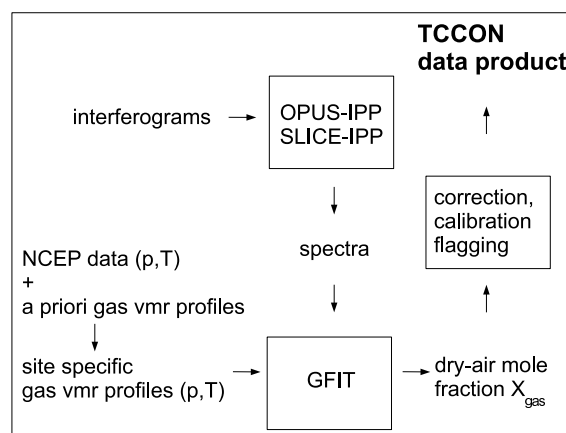 TCCON
data product
interferograms
OPUS-IPP
SLICE-IPP
correction,
calibration
flagging
spectra
NCEP data (p,T)
+
a priori gas vmr profiles
site specific
gas vmr profiles (p,T)
GFIT
dry-air mole
fraction X_gas